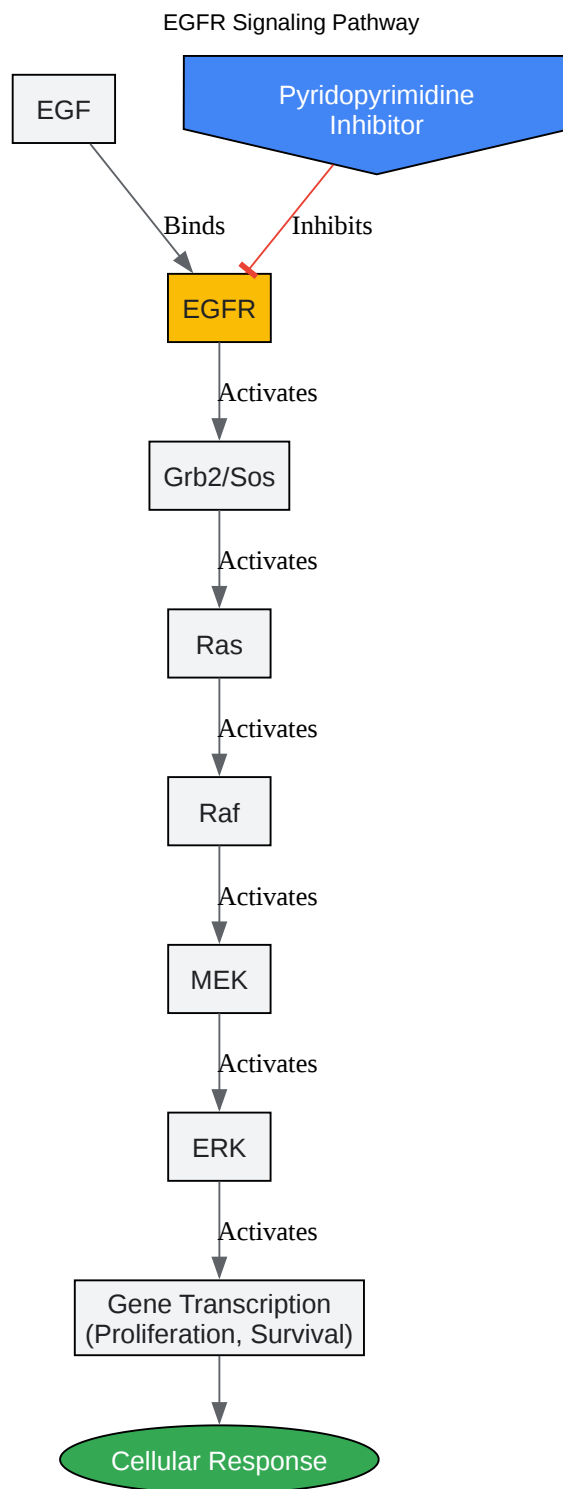 EGFR Signaling Pathway
EGF
Pyridopyrimidine
Inhibitor
Binds
Inhibits
EGFR
Activates
Grb2/Sos
Activates
Ras
Activates
Raf
Activates
MEK
Activates
ERK
Activates
Gene Transcription
(Proliferation, Survival)
Cellular Response